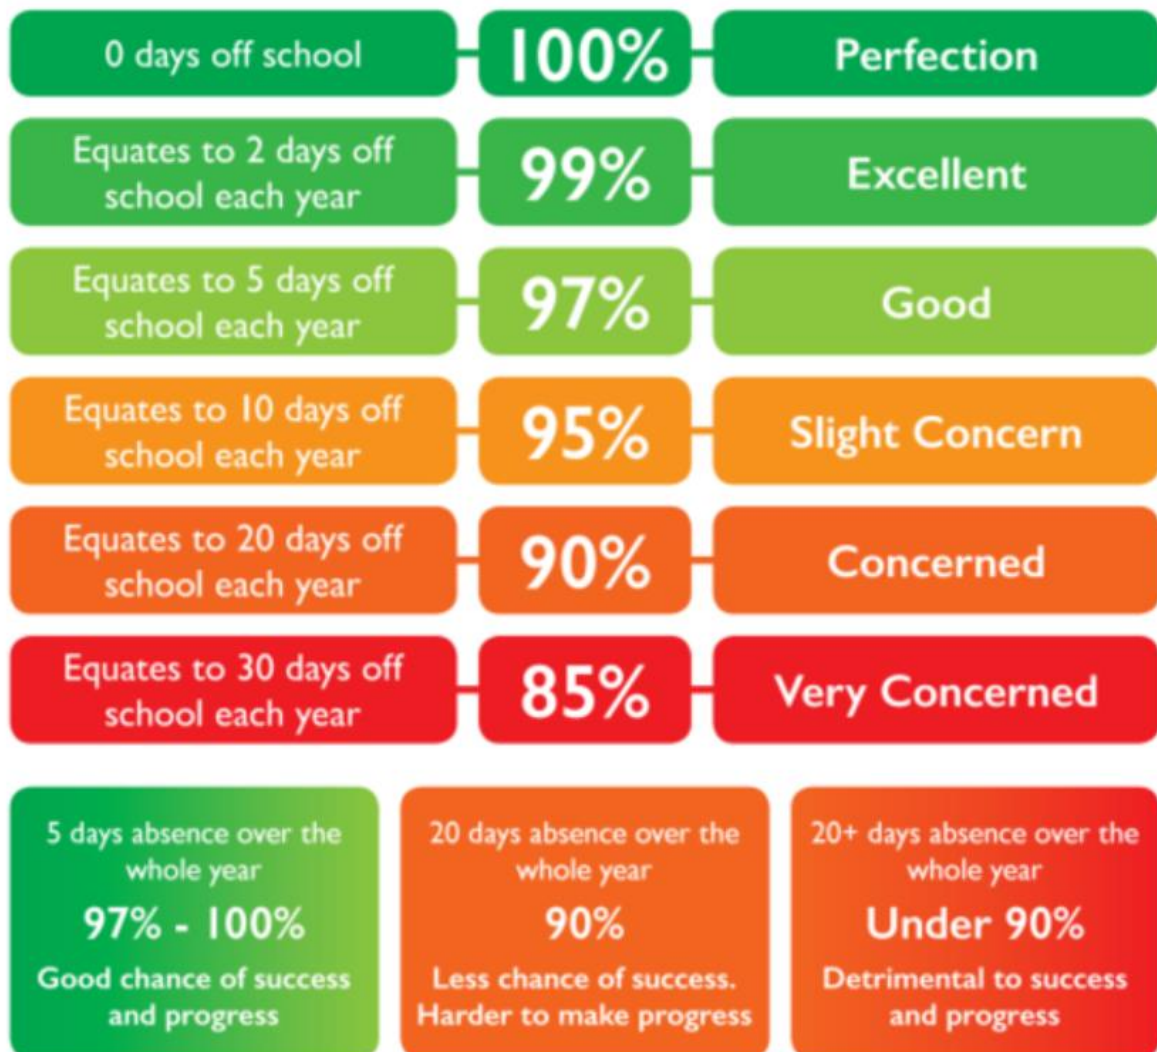 0 days off school
100%
Perfection
Equates to 2 days off
school each year
99%
Excellent
Equates to 5 days off
school each year
97%
Good
Equates to 10 days off
school each year
95%
Slight Concern
Equates to 20 days off
school each year
90%
Concerned
Equates to 30 days off
school each year
85%
Very Concerned
5 days absence over the
whole year
97% - 100%
Good chance of success
and progress
20 days absence over the
whole year
90%
Less chance of success.
Harder to make progress
20+ days absence over the
whole year
Under 90%
Detrimental to success
and progress